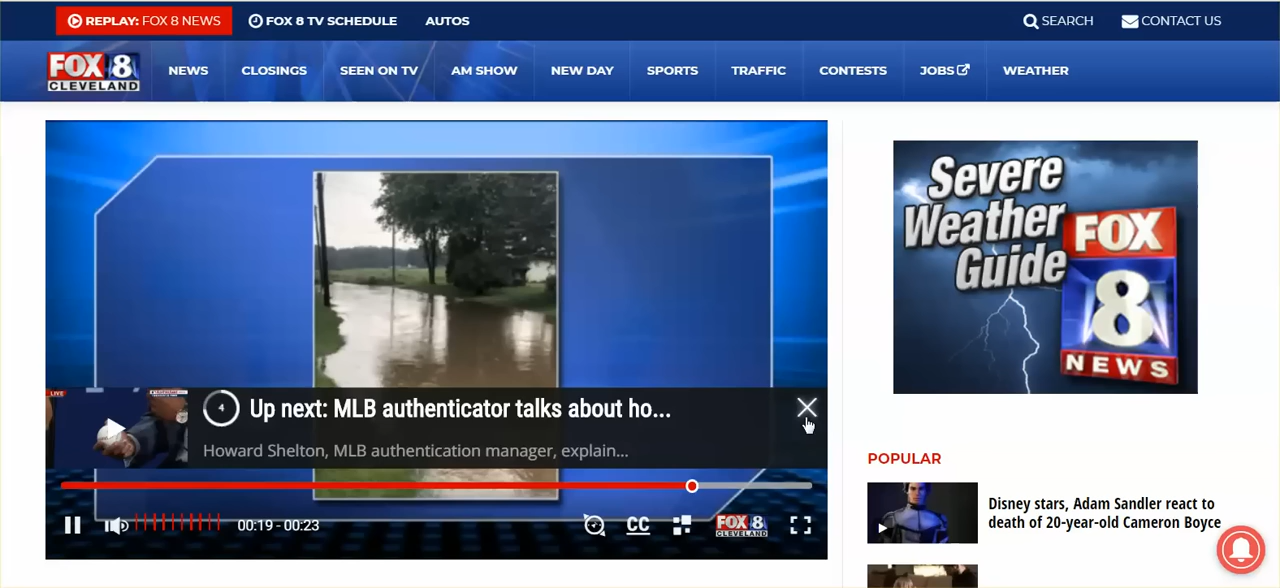 REPLAY: FOX 8 NEWS
FOX 8 TV SCHEDULE
AUTOS
SEARCH
CONTACT US
FOX 8
CLEVELAND
NEWS
CLOSINGS
SEEN ON TV
AM SHOW
NEW DAY
SPORTS
TRAFFIC
CONTESTS
JOBS
WEATHER
LIVE
4
Up next: MLB authenticator talks about ho...
Howard Shelton, MLB authentication manager, explain...
00:19 - 00:23
CC
FOX 8
CLEVELAND
Severe
Weather
Guide
FOX
8
NEWS
POPULAR
Disney stars, Adam Sandler react to
death of 20-year-old Cameron Boyce